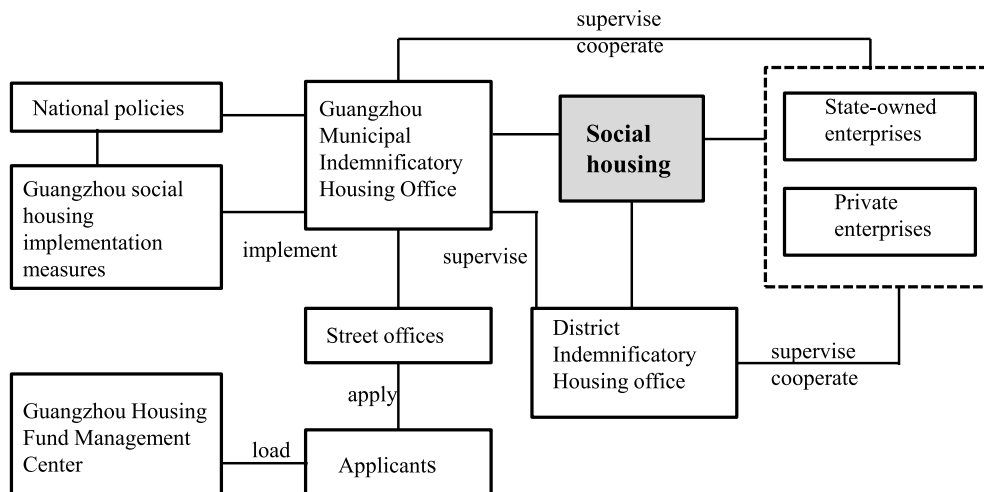 supervise
cooperate
National policies
Guangzhou
Municipal
Indemnificatory
Housing Office
Social
housing
State-owned
enterprises
Private
enterprises
Guangzhou social
housing
implementation
measures
implement
supervise
Street offices
District
Indemnificatory
Housing office
supervise
cooperate
apply
Guangzhou Housing
Fund Management
Center
load
Applicants